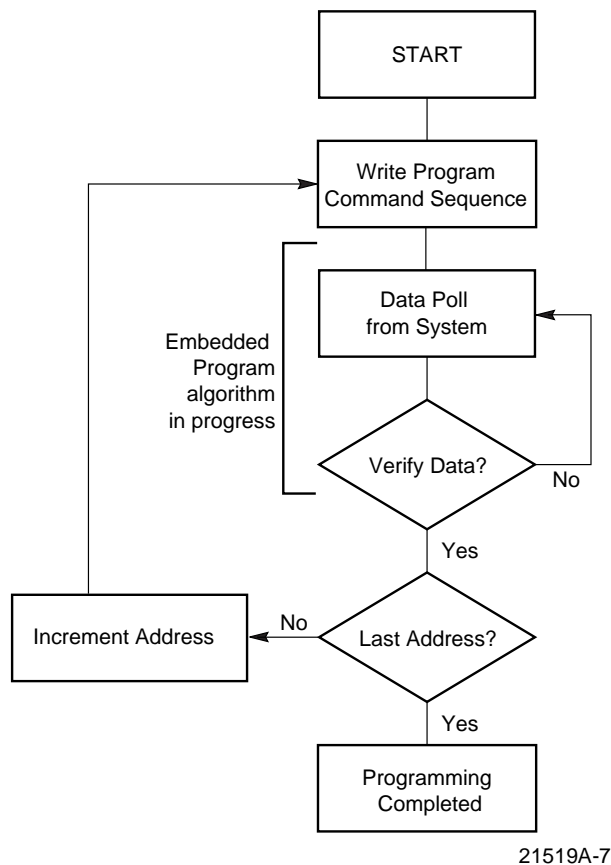 START
Write Program
Command Sequence
Data Poll
from System
Embedded
Program
algorithm
in progress
Verify Data?
No
Yes
No
Increment Address
Last Address?
Yes
Programming
Completed
21519A-7